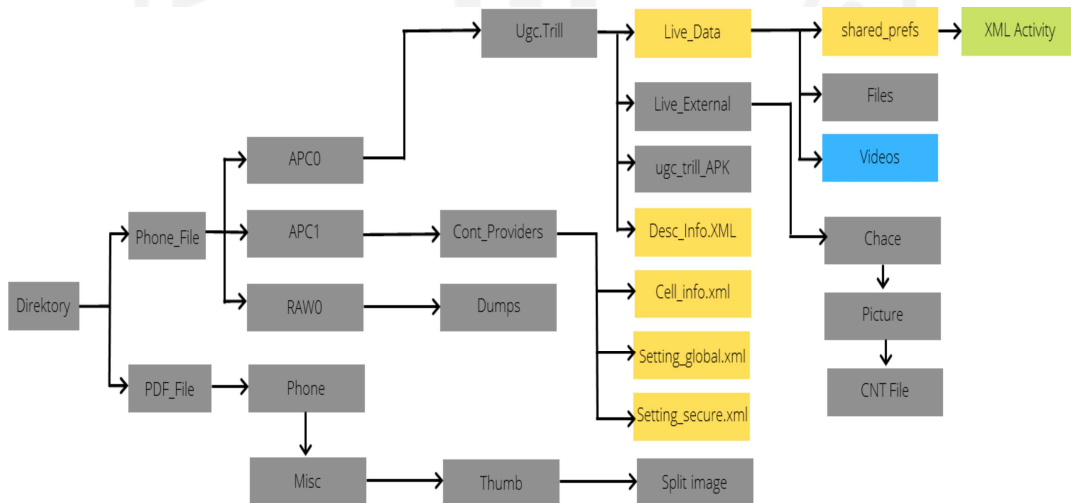 Ugc.Trill
Live_Data
shared_prefs
XML Activity
Live_External
Files
APC0
ugc_trill_APK
Videos
Phone_File
APC1
Cont_Providers
Desc_Info.XML
Chace
Direktory
RAW0
Dumps
Cell_info.xml
Picture
PDF_File
Phone
Setting_global.xml
CNT File
Setting_secure.xml
Misc
Thumb
Split image